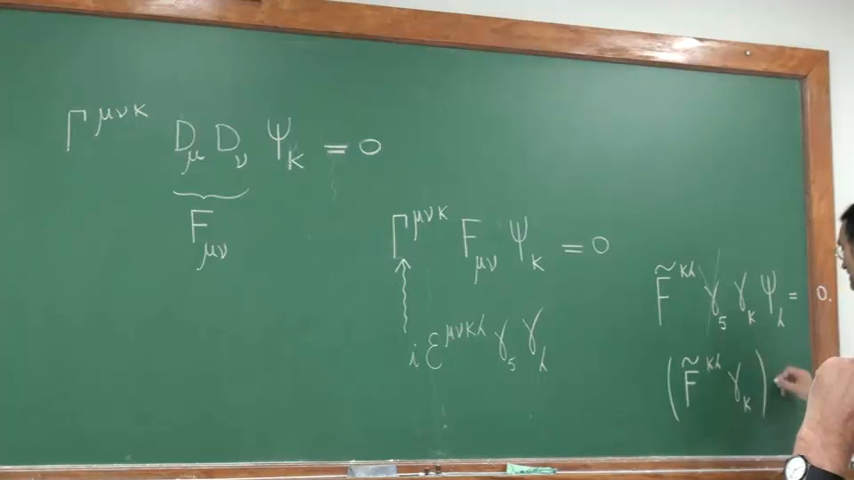 Γ^{μνκ} D_μ D_ν Ψ_κ = 0
F_{μν}
Γ^{μνκ} F_{μν} Ψ_κ = 0
i ε^{μνκλ} γ_5 γ_λ
F̃^{κλ} γ_5 γ_κ Ψ_λ = 0.
(F̃^{κλ} γ_κ)